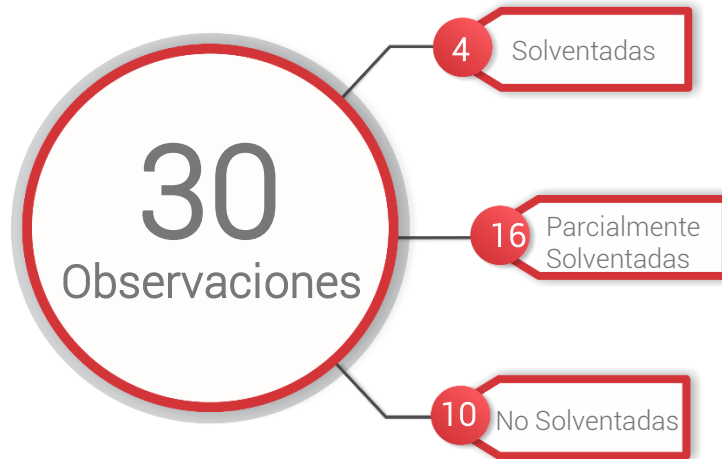 30
Observaciones
4
Solventadas
16
Parcialmente
Solventadas
10
No Solventadas